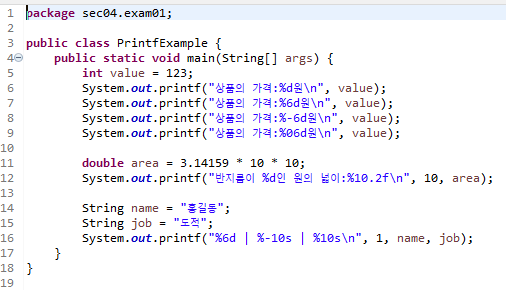 1 package sec04.exam01;
2
3 public class PrintfExample {
4 public static void main(String[] args) {
5 int value = 123;
6 System.out.printf("상품의 가격:%d원\n", value);
7 System.out.printf("상품의 가격:%6d원\n", value);
8 System.out.printf("상품의 가격:%-6d원\n", value);
9 System.out.printf("상품의 가격:%06d원\n", value);
10
11 double area = 3.14159 * 10 * 10;
12 System.out.printf("반지름이 %d인 원의 넓이:%10.2f\n", 10, area);
13
14 String name = "홍길동";
15 String job = "도적";
16 System.out.printf("%6d | %-10s | %10s\n", 1, name, job);
17 }
18 }
19